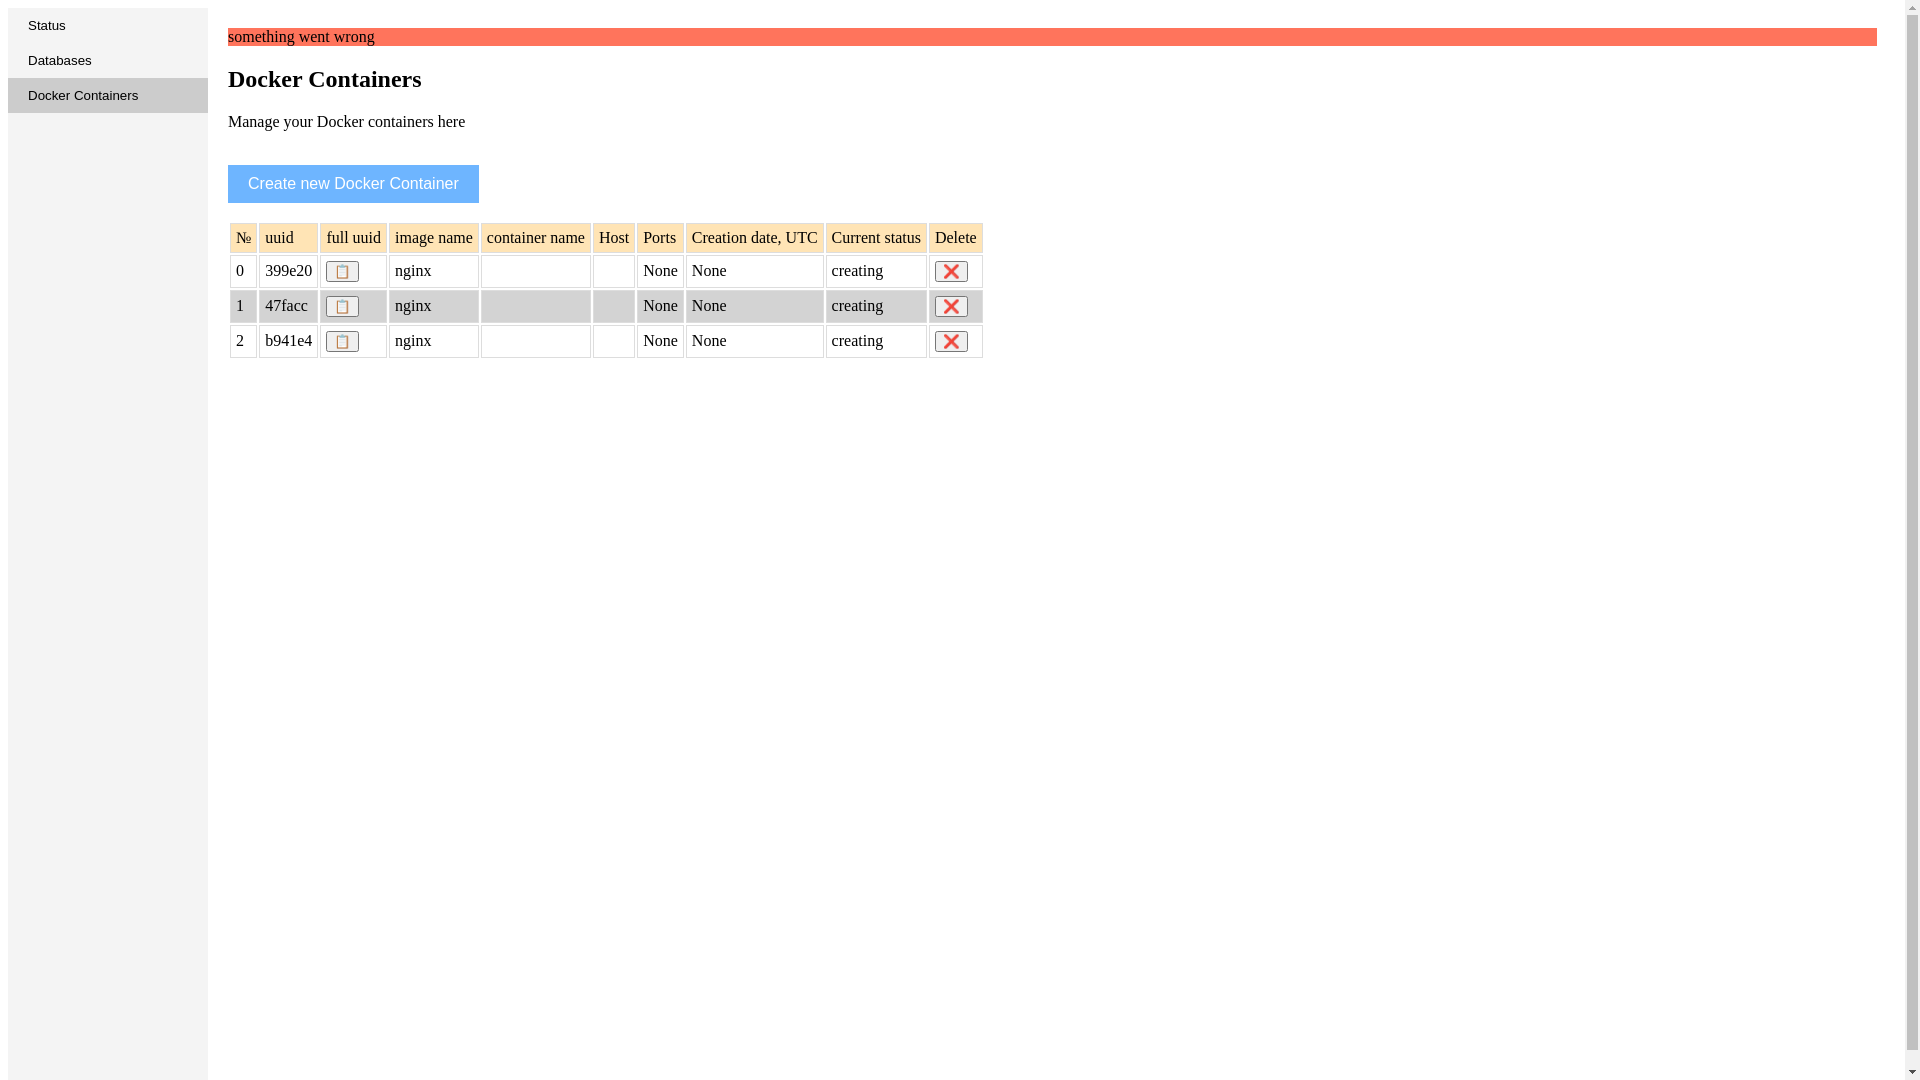 Status
Databases
Docker Containers
something went wrong
Docker Containers
Manage your Docker containers here
Create new Docker Container
№ uuid full uuid image name container name Host Ports Creation date, UTC Current status Delete
0 399e20 📋 nginx None None creating ❌
1 47facc 📋 nginx None None creating ❌
2 b941e4 📋 nginx None None creating ❌